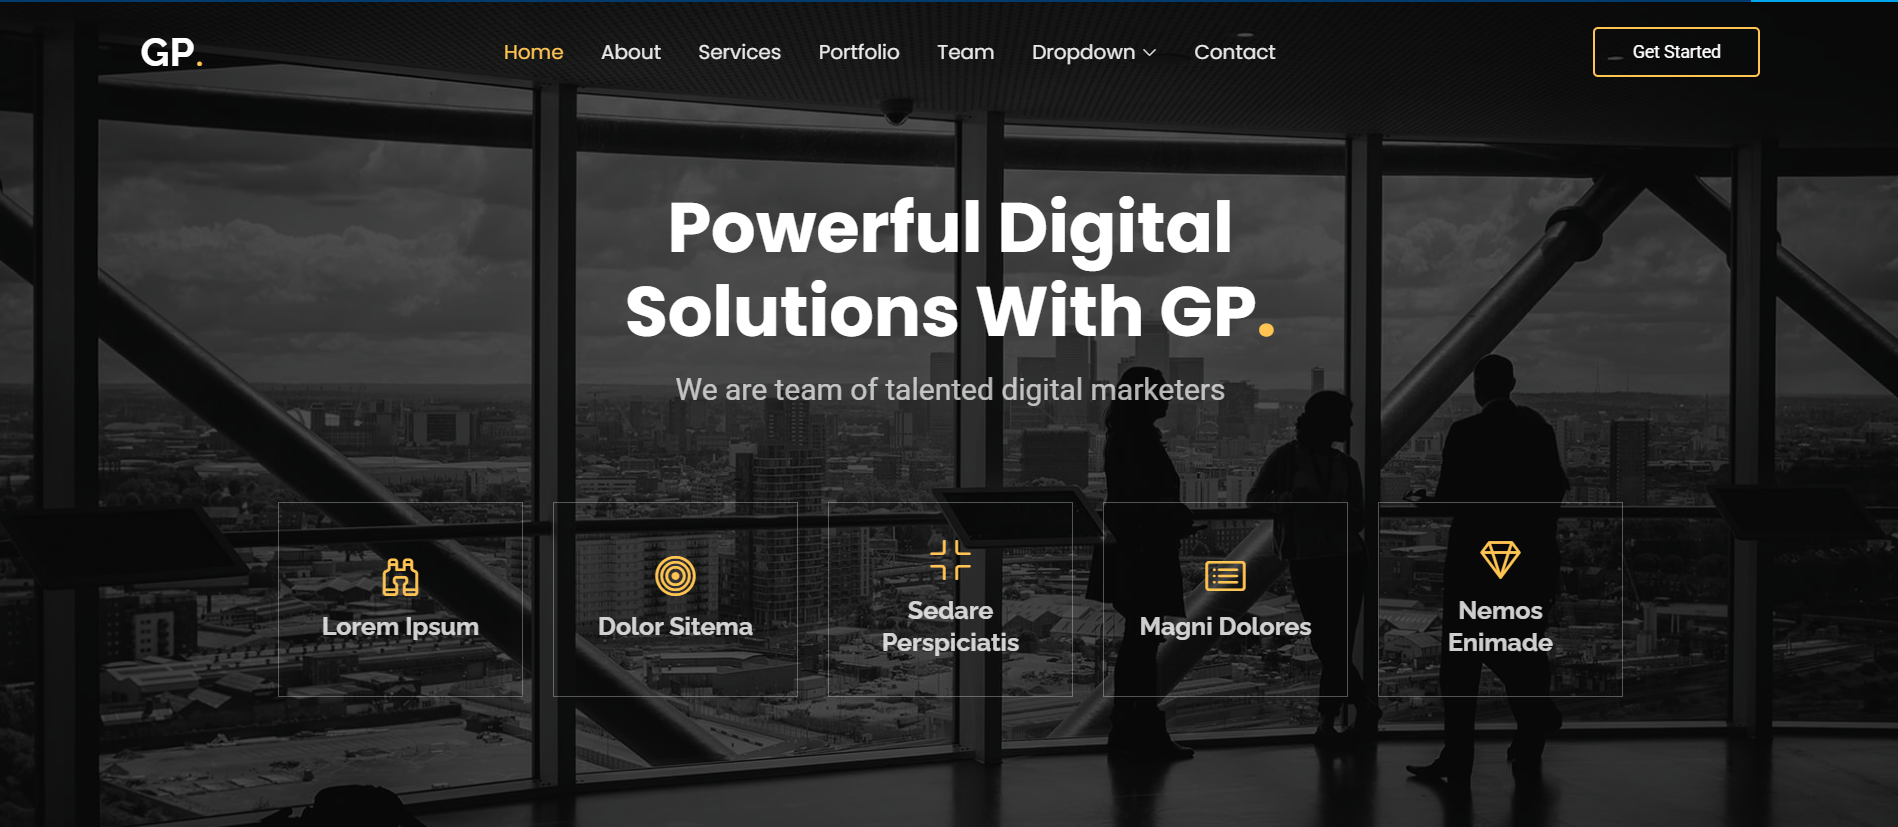 GP.
Home About Services Portfolio Team Dropdown Contact
Get Started
Powerful Digital
Solutions With GP.
We are team of talented digital marketers
Lorem Ipsum
Dolor Sitema
Sedare
Perspiciatis
Magni Dolores
Nemos
Enimade